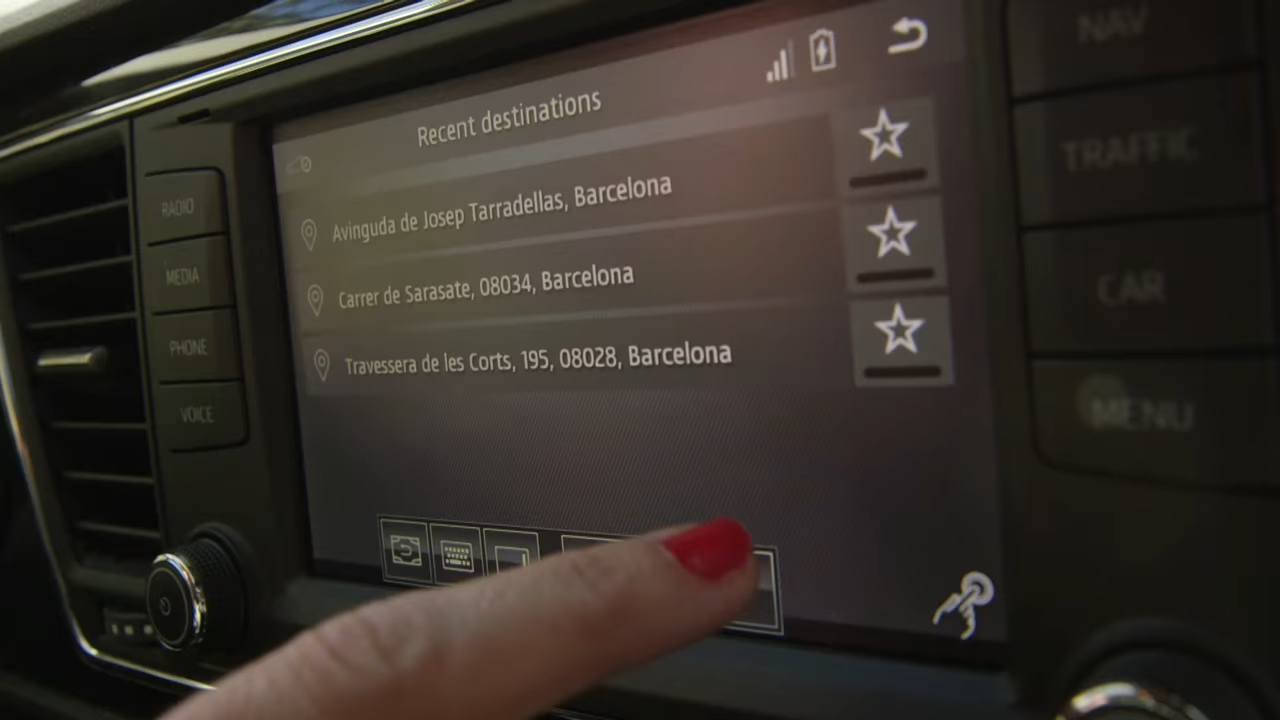 Recent destinations
Avinguda de Josep Tarradellas, Barcelona
Carrer de Sarasate, 08034, Barcelona
Travessera de les Corts, 195, 08028, Barcelona
RADIO
MEDIA
PHONE
VOICE
NAV
TRAFFIC
CAR
MENU